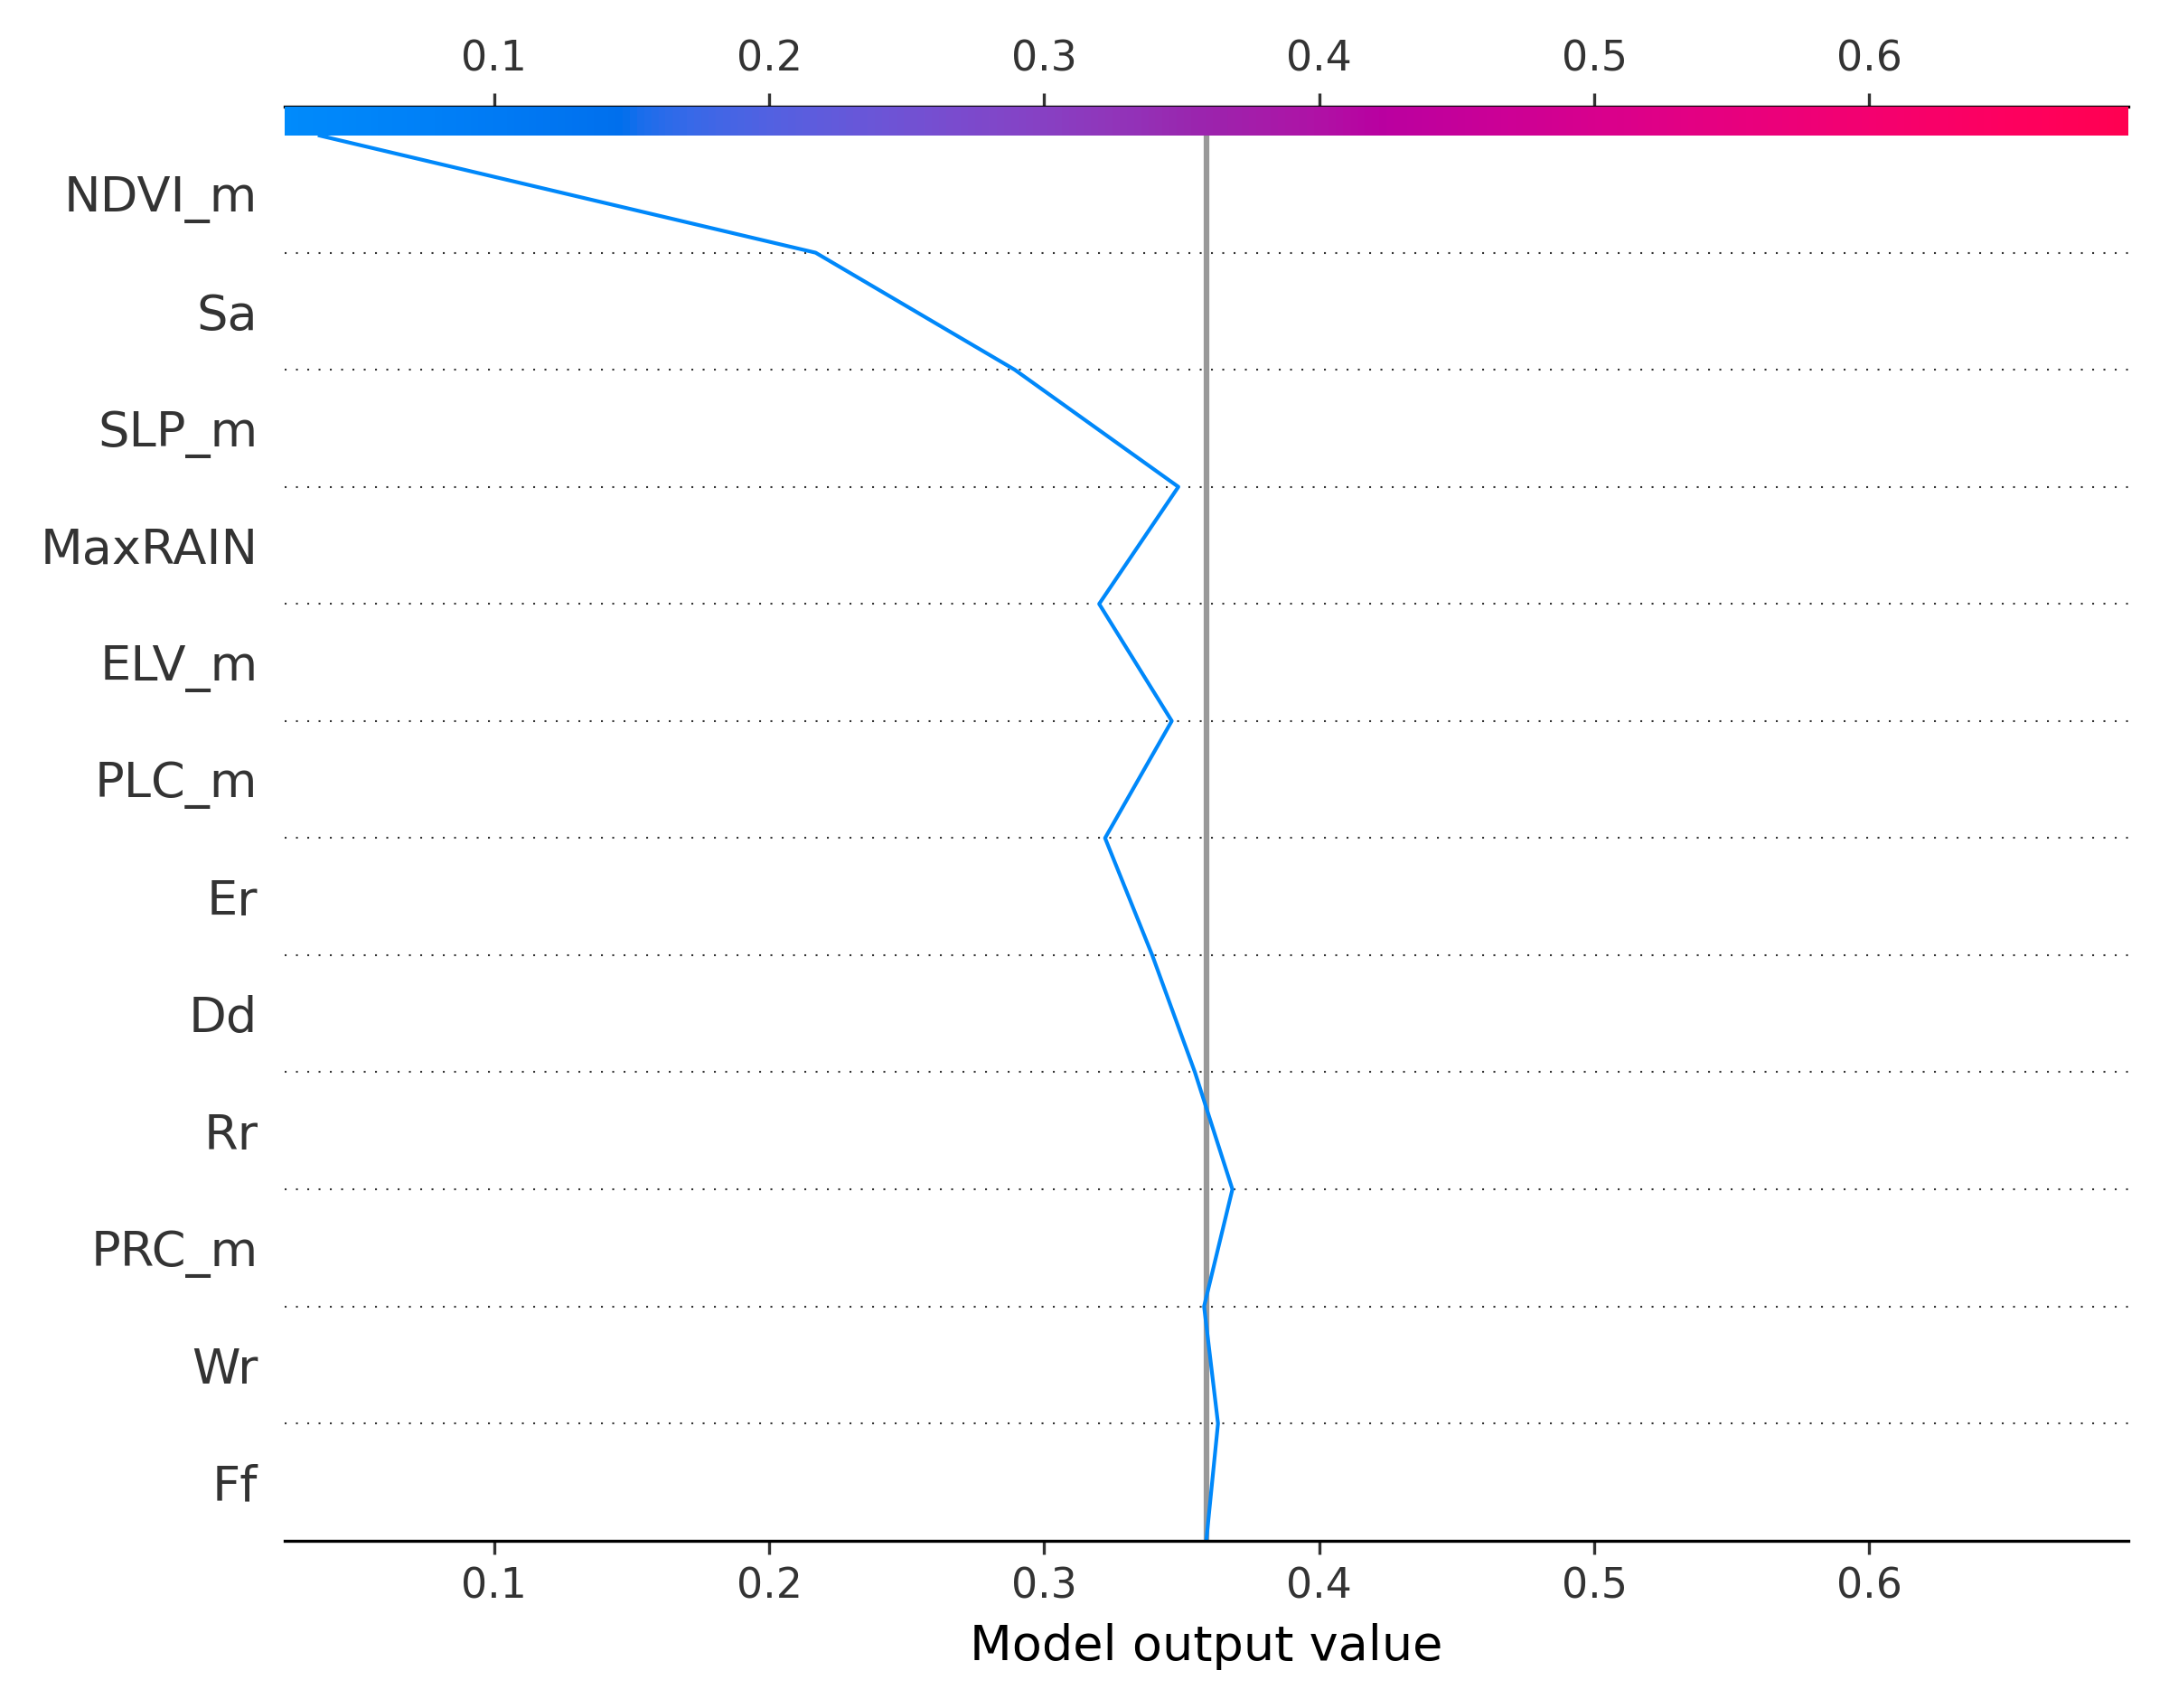 0.1 0.2 0.3 0.4 0.5 0.6
NDVI_m
Sa
SLP_m
MaxRAIN
ELV_m
PLC_m
Er
Dd
Rr
PRC_m
Wr
Ff
0.1 0.2 0.3 0.4 0.5 0.6
Model output value